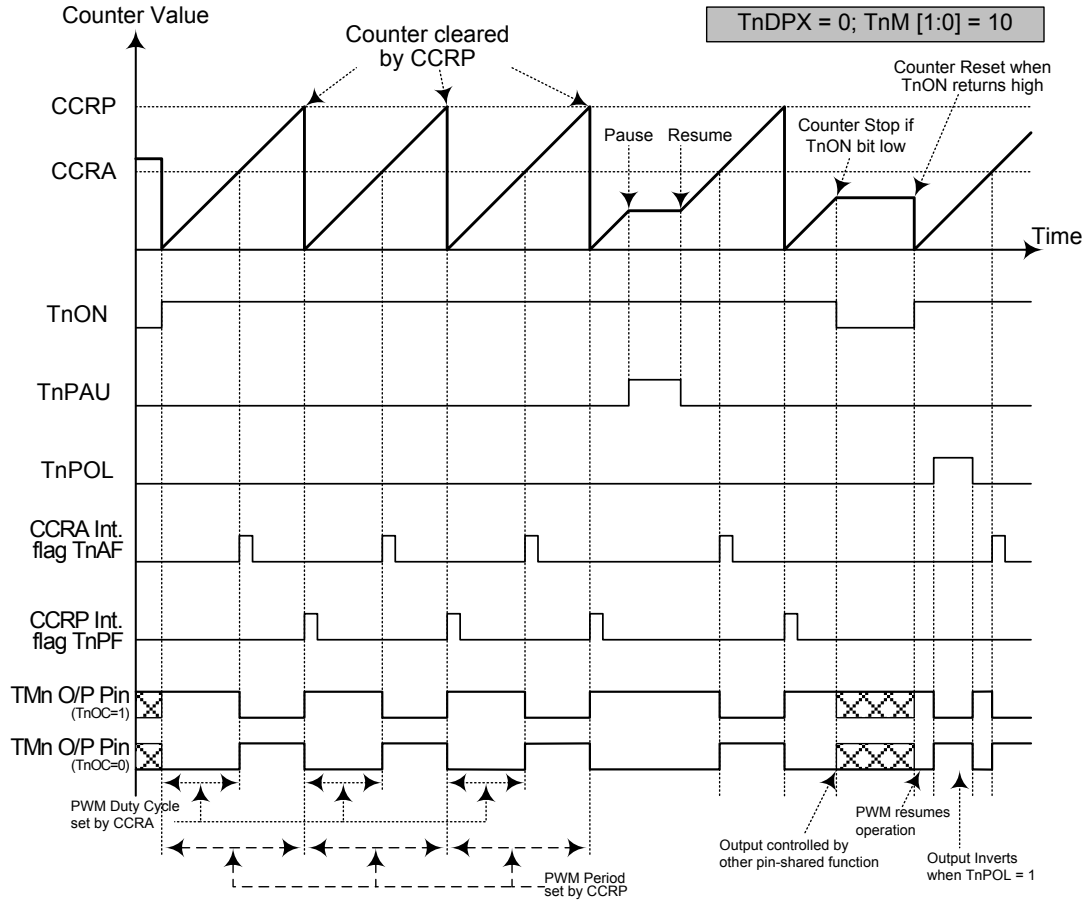 Counter Value
TnDPX = 0; TnM [1:0] = 10
Counter cleared
by CCRP
Counter Reset when
TnON returns high
CCRP
Pause
Resume
Counter Stop if
TnON bit low
CCRA
Time
TnON
TnPAU
TnPOL
CCRA Int.
flag TnAF
CCRP Int.
flag TnPF
TMn O/P Pin
(TnOC=1)
TMn O/P Pin
(TnOC=0)
PWM Duty Cycle
set by CCRA
PWM resumes
operation
Output controlled by
other pin-shared function
Output Inverts
when TnPOL = 1
PWM Period
set by CCRP